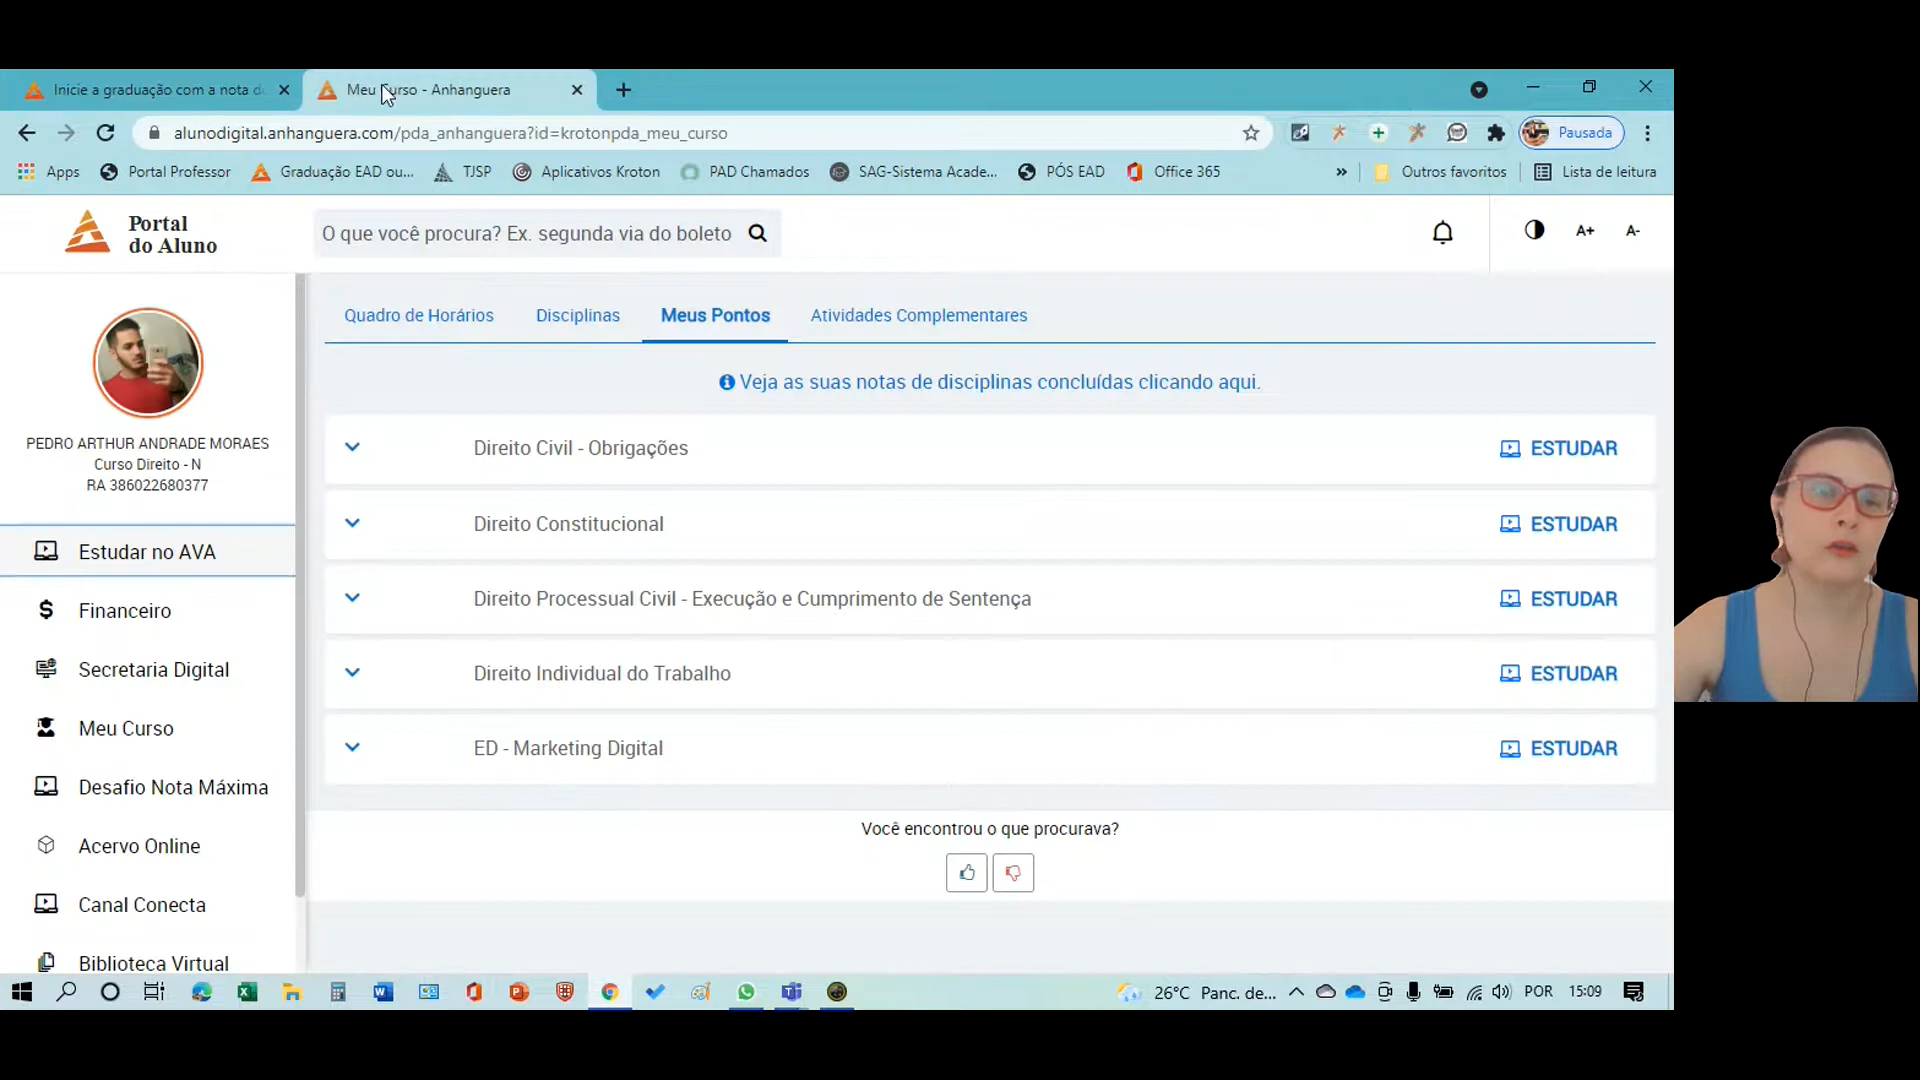 Inicie a graduação com a nota d
Meu Curso - Anhanguera
alunodigital.anhanguera.com/pda_anhanguera?id=krotonpda_meu_curso
Pausada
Apps
Portal Professor
Graduação EAD ou...
TJSP
Aplicativos Kroton
PAD Chamados
SAG-Sistema Acade...
PÓS EAD
Office 365
»
Outros favoritos
Lista de leitura
Portal
do Aluno
O que você procura? Ex. segunda via do boleto
A+
A-
Quadro de Horários
Disciplinas
Meus Pontos
Atividades Complementares
Veja as suas notas de disciplinas concluídas clicando aqui.
PEDRO ARTHUR ANDRADE MORAES
Curso Direito - N
RA 386022680377
Estudar no AVA
Financeiro
Secretaria Digital
Meu Curso
Desafio Nota Máxima
Acervo Online
Canal Conecta
Biblioteca Virtual
Direito Civil - Obrigações
ESTUDAR
Direito Constitucional
ESTUDAR
Direito Processual Civil - Execução e Cumprimento de Sentença
ESTUDAR
Direito Individual do Trabalho
ESTUDAR
ED - Marketing Digital
ESTUDAR
Você encontrou o que procurava?
26°C Panc. de...
POR
15:09